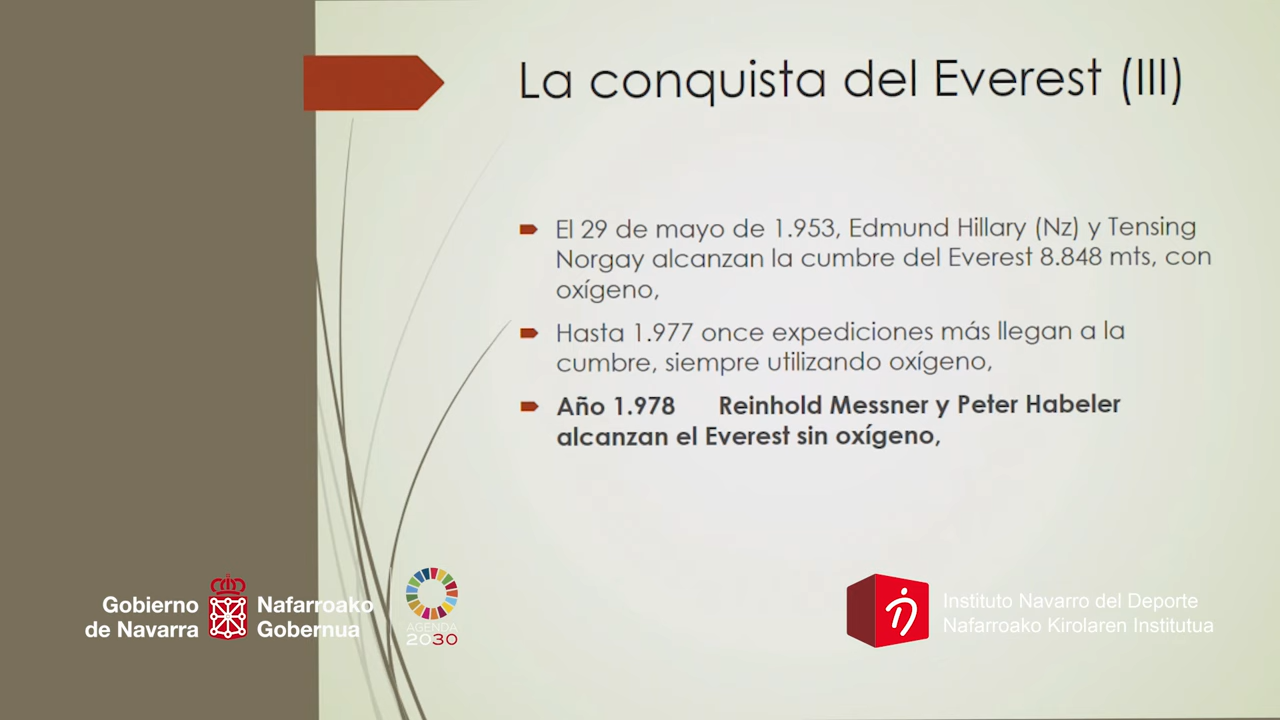 La conquista del Everest (III)
El 29 de mayo de 1.953, Edmund Hillary (Nz) y Tensing
Norgay alcanzan la cumbre del Everest 8.848 mts, con
oxígeno,
Hasta 1.977 once expediciones más llegan a la
cumbre, siempre utilizando oxígeno,
Año 1.978 Reinhold Messner y Peter Habeler
alcanzan el Everest sin oxígeno,
Gobierno
de Navarra
Nafarroako
Gobernua
AGENDA
2030
Instituto Navarro del Deporte
Nafarroako Kirolaren Institutua